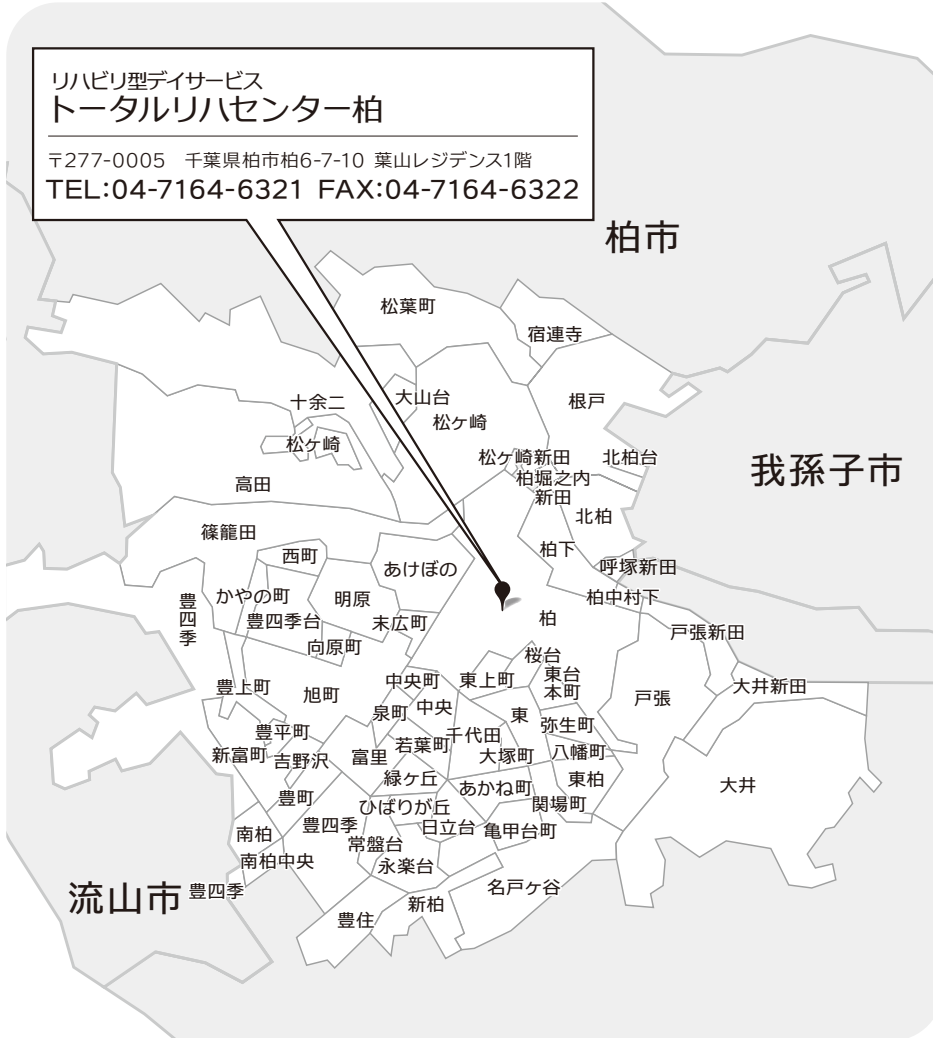 リハビリ型デイサービス
トータルリハセンター柏
〒277-0005 千葉県柏市柏6-7-10 葉山レジデンス1階
TEL:04-7164-6321 FAX:04-7164-6322
柏市
松葉町
宿連寺
大山台
十余二
根戸
松ヶ崎
松ヶ崎
松ケ崎新田
北柏台
我孫子市
柏堀之内
新田
高田
北柏
篠籠田
柏下
西町
あけぼの
呼塚新田
かやの町
明原
柏中村下
豊四季
豊四季台
末広町
柏
戸張新田
向原町
桜台
中央町
東上町
東台
本町
豊上町
旭町
戸張
大井新田
泉町
中央
東
弥生町
豊平町
千代田
新富町
吉野沢
富里
若葉町
大塚町
八幡町
緑ヶ丘
あかね町
東柏
大井
豊町
ひばりが丘
関場町
豊四季
日立台
亀甲台町
南柏
常盤台
南柏中央
永楽台
流山市
豊四季
名戸ヶ谷
新柏
豊住